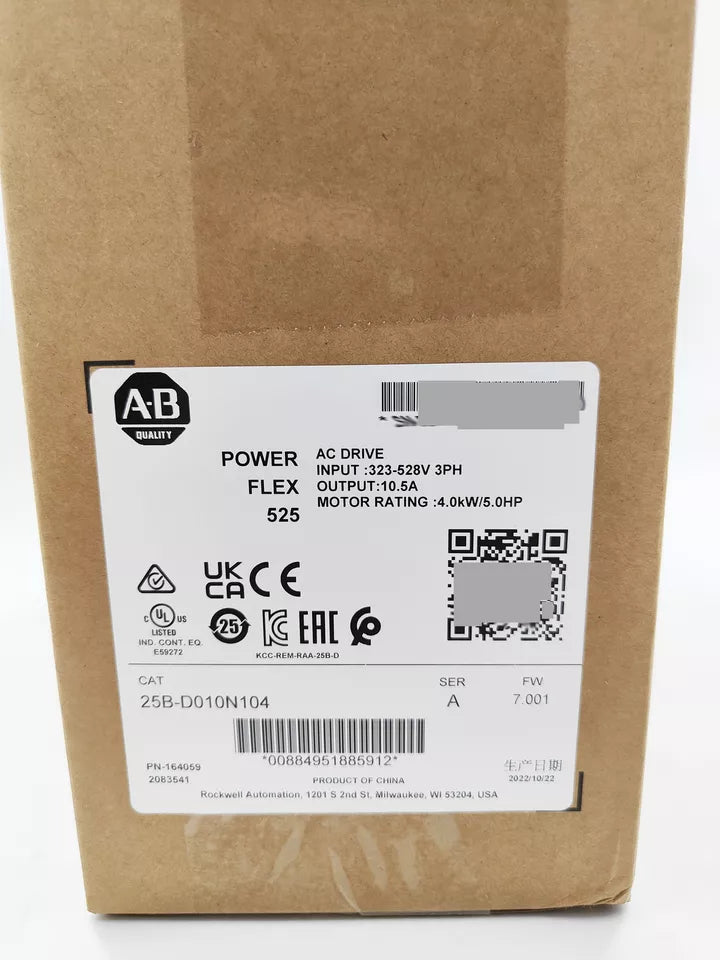 A-B
QUALITY
POWER
FLEX
525
AC DRIVE
INPUT :323-528V 3PH
OUTPUT:10.5A
MOTOR RATING :4.0kW/5.0HP
UK
CA
CE
C UL US
LISTED
IND. CONT. EQ.
E59272
25
EAC
KCC-REM-RAA-25B-D
CAT
25B-D010N104
SER
A
FW
7.001
*00884951885912*
PN-164059
2083541
PRODUCT OF CHINA
生产日期
2022/10/22
Rockwell Automation, 1201 S 2nd St, Milwaukee, WI 53204, USA